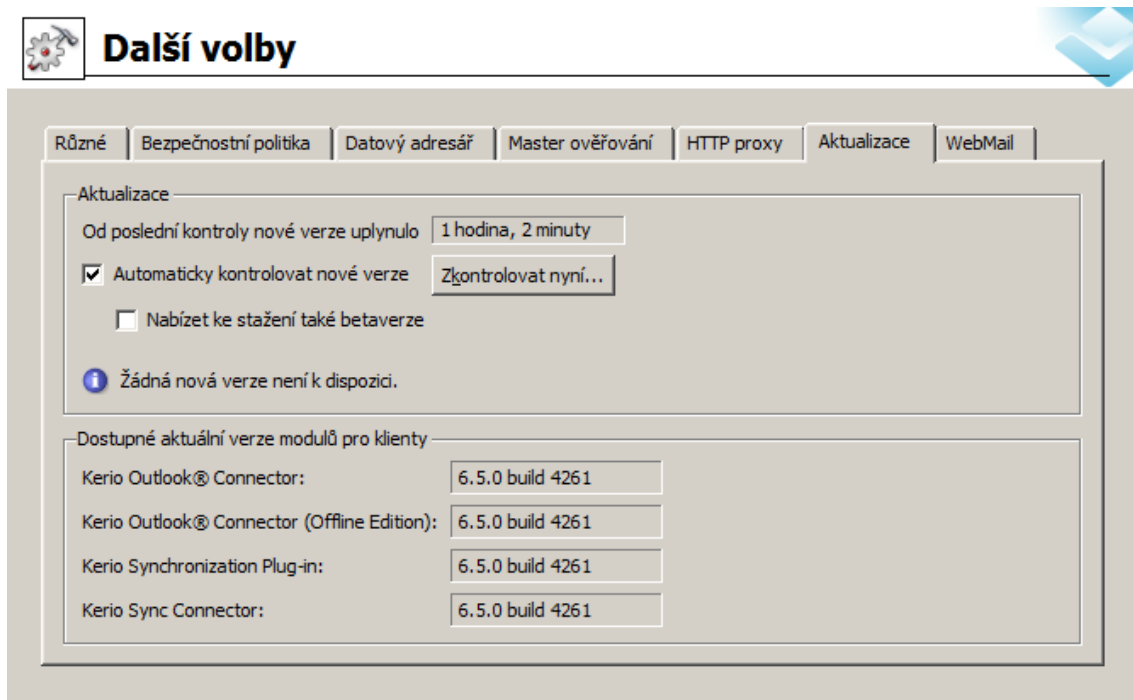 Další volby
Různé Bezpečnostní politika Datový adresář Master ověřování HTTP proxy Aktualizace WebMail
Aktualizace
Od poslední kontroly nové verze uplynulo 1 hodina, 2 minuty
Automaticky kontrolovat nové verze Zkontrolovat nyní...
Nabízet ke stažení také betaverze
Žádná nová verze není k dispozici.
Dostupné aktuální verze modulů pro klienty
Kerio Outlook® Connector: 6.5.0 build 4261
Kerio Outlook® Connector (Offline Edition): 6.5.0 build 4261
Kerio Synchronization Plug-in: 6.5.0 build 4261
Kerio Sync Connector: 6.5.0 build 4261